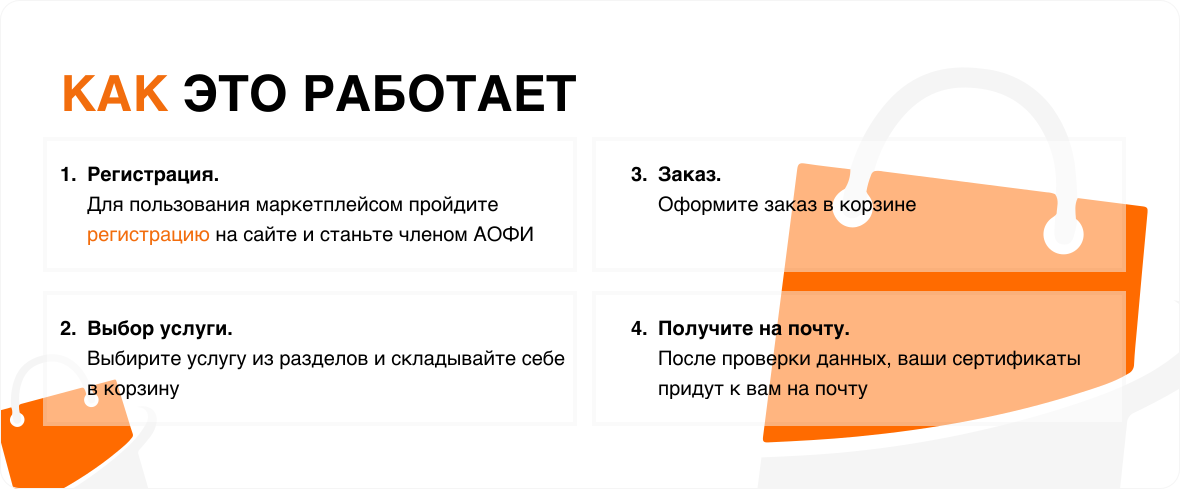 КАК ЭТО РАБОТАЕТ
1. Регистрация.
Для пользования маркетплейсом пройдите
регистрацию на сайте и станьте членом АОФИ
2. Выбор услуги.
Выбирите услугу из разделов и складывайте себе
в корзину
3. Заказ.
Оформите заказ в корзине
4. Получите на почту.
После проверки данных, ваши сертификаты
придут к вам на почту